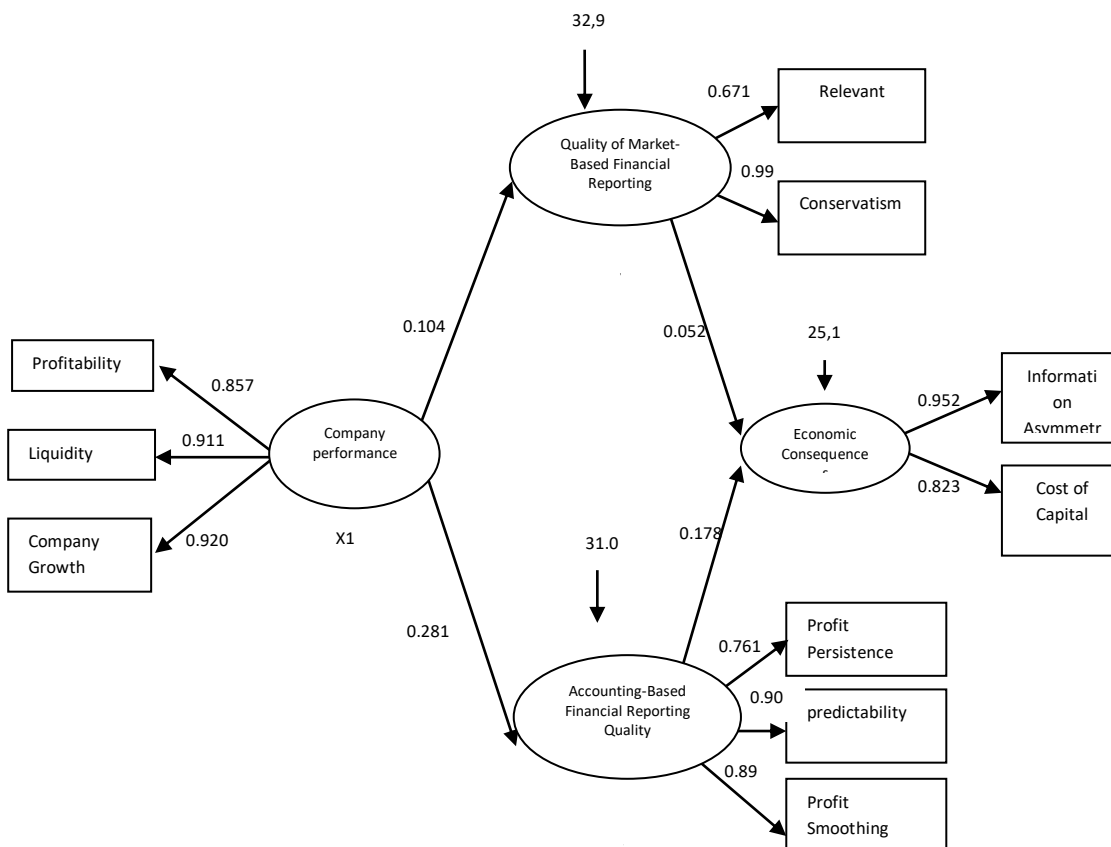 32,9
0.671
Relevant
Quality of Market-
Based Financial
Reporting
0.99
Conservatism
0.104
0.052
25,1
Profitability
0.857
Informati
on
Asymmetr
0.952
Company
performance
0.911
Liquidity
Economic
Consequence
0.823
Cost of
Capital
0.920
Company
Growth
X1
31.0
0.178
0.281
0.761
Profit
Persistence
Accounting-Based
Financial Reporting
Quality
0.90
predictability
0.89
Profit
Smoothing